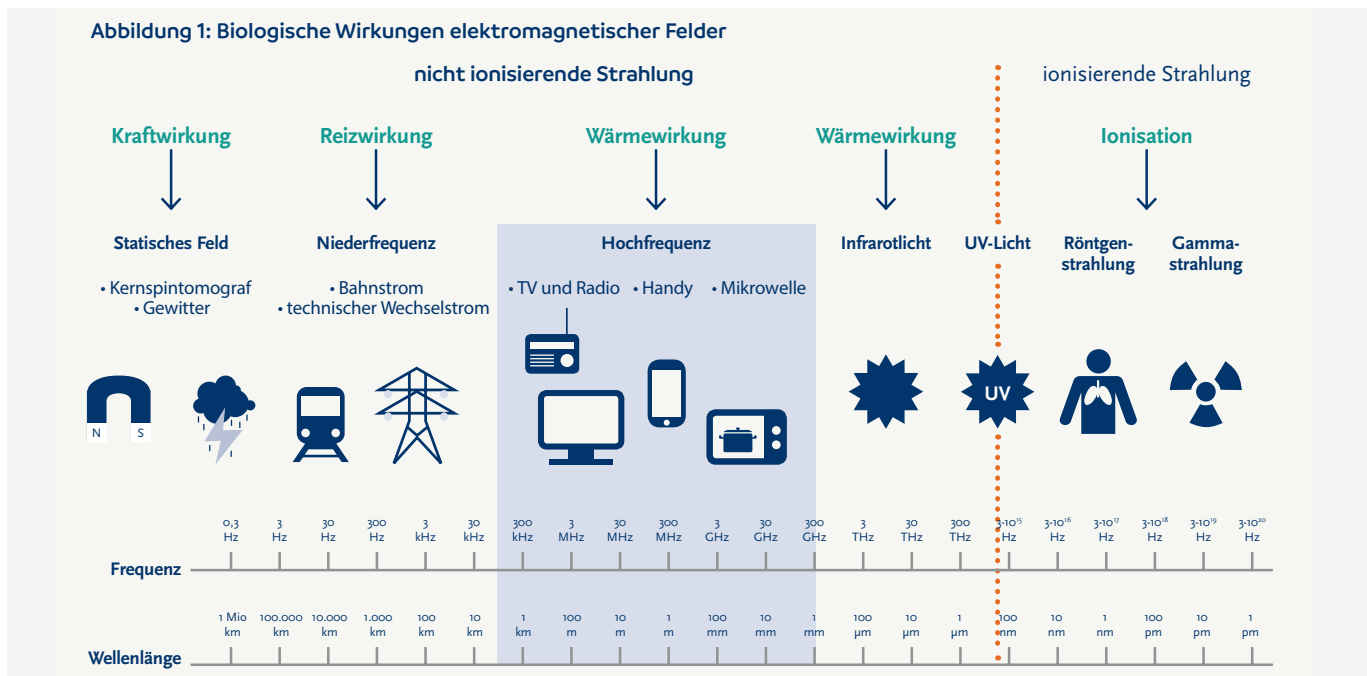 Abbildung 1: Biologische Wirkungen elektromagnetischer Felder
nicht ionisierende Strahlung
ionisierende Strahlung
Kraftwirkung
Reizwirkung
Wärmewirkung
Wärmewirkung
Ionisation
Statisches Feld
Niederfrequenz
Hochfrequenz
Infrarotlicht
UV-Licht
Röntgen-
strahlung
Gamma-
strahlung
• Kernspintomograf
• Gewitter
• Bahnstrom
• technischer Wechselstrom
• TV und Radio
• Handy
• Mikrowelle
N S
UV
0,3 3 30 300 3 30 300 3 30 300 3 30 300 3 30 300 3·10¹⁵ 3·10¹⁶ 3·10¹⁷ 3·10¹⁸ 3·10¹⁹ 3·10²⁰
Hz Hz Hz Hz kHz kHz kHz MHz MHz MHz GHz GHz GHz THz THz THz Hz Hz Hz Hz Hz Hz
Frequenz
1 Mio 100.000 10.000 1.000 100 10 1 100 10 1 100 10 1 100 10 1 100 10 1 100 10 1
km km km km km km km m m m mm mm mm µm µm µm nm nm nm pm pm pm
Wellenlänge